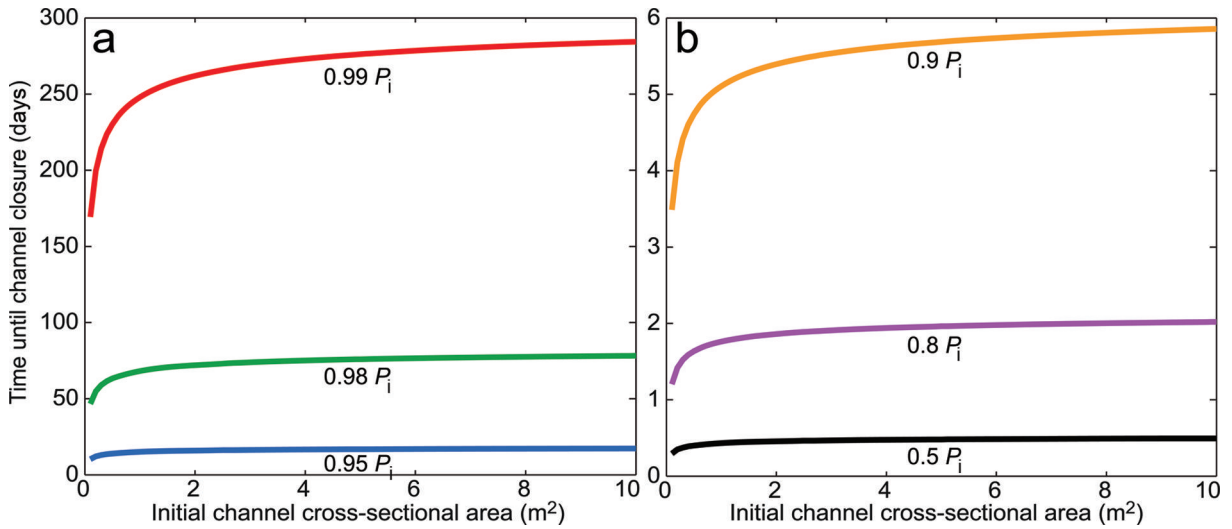 a
300
250
200
150
100
50
0
Time until channel closure (days)
0.99 Pi
0.98 Pi
0.95 Pi
0 2 4 6 8 10
Initial channel cross-sectional area (m²)
b
6
5
4
3
2
1
0
0.9 Pi
0.8 Pi
0.5 Pi
0 2 4 6 8 10
Initial channel cross-sectional area (m²)